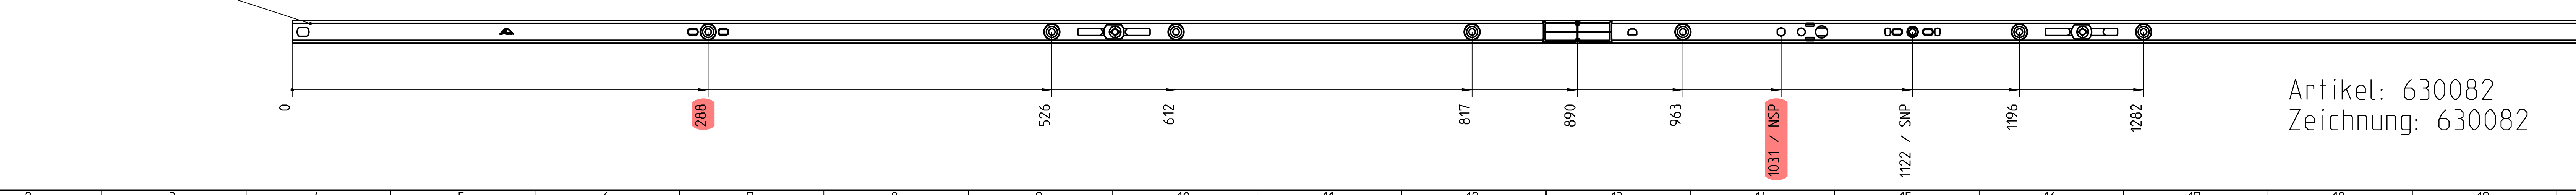 0
288
526
612
817
890
963
1031 / NSP
1122 / SNP
1196
1282
Artikel: 630082
Zeichnung: 630082